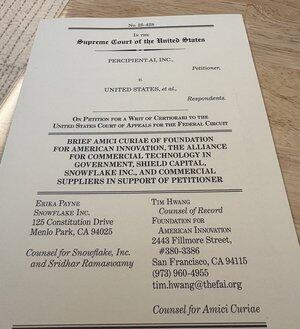 No. 25-428
IN THE
Supreme Court of the United States
PERCIPIENT.AI, INC.,
Petitioner,
v.
UNITED STATES, et al.,
Respondents.
ON PETITION FOR A WRIT OF CERTIORARI TO THE
UNITED STATES COURT OF APPEALS FOR THE FEDERAL CIRCUIT
BRIEF AMICI CURIAE OF FOUNDATION
FOR AMERICAN INNOVATION, THE ALLIANCE
FOR COMMERCIAL TECHNOLOGY IN
GOVERNMENT, SHIELD CAPITAL,
SNOWFLAKE INC., AND COMMERCIAL
SUPPLIERS IN SUPPORT OF PETITIONER
ERIKA PAYNE
SNOWFLAKE INC.
125 Constitution Drive
Menlo Park, CA 94025
Counsel for Snowflake, Inc.
and Sridhar Ramaswamy
TIM HWANG
Counsel of Record
FOUNDATION FOR
AMERICAN INNOVATION
2443 Fillmore Street,
#380-3386
San Francisco, CA 94115
(973) 960-4955
tim.hwang@thefai.org
Counsel for Amici Curiae